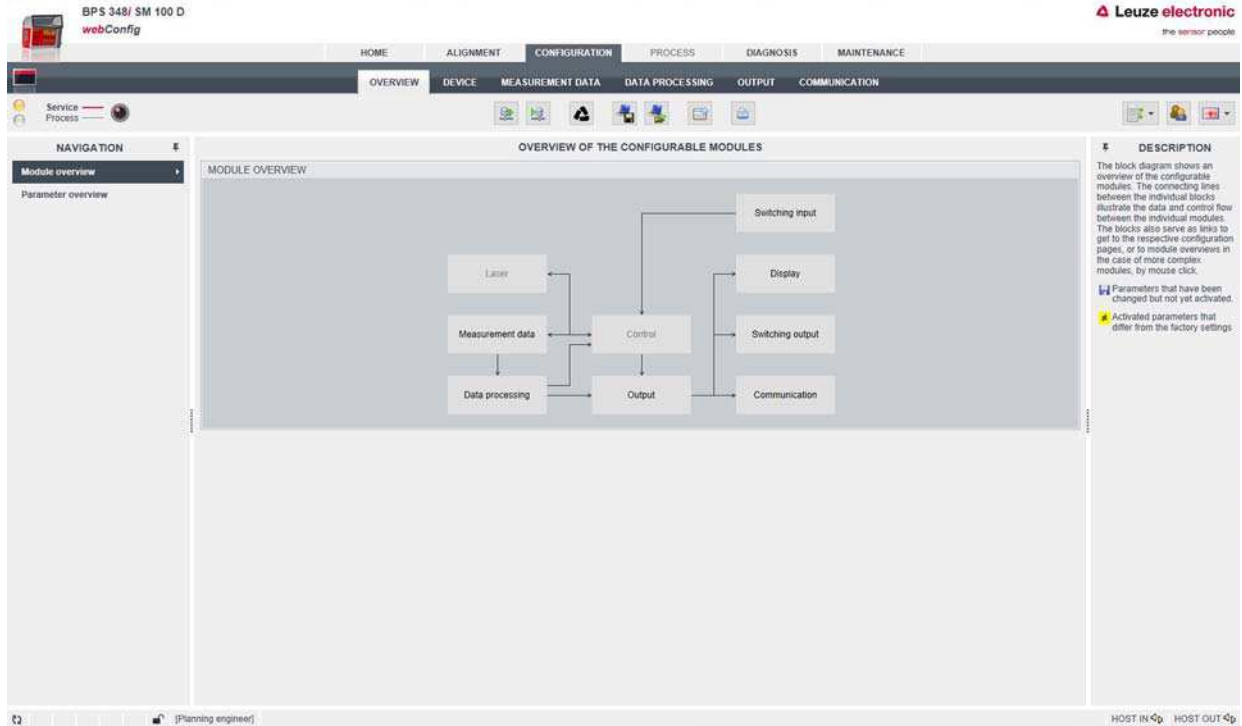 BPS 348i SM 100 D
webConfig
Leuze electronic
the sensor people
HOME ALIGNMENT CONFIGURATION PROCESS DIAGNOSIS MAINTENANCE
OVERVIEW DEVICE MEASUREMENT DATA DATA PROCESSING OUTPUT COMMUNICATION
Service
Process
NAVIGATION
Module overview
Parameter overview
OVERVIEW OF THE CONFIGURABLE MODULES
MODULE OVERVIEW
Switching input
Laser
Display
Measurement data
Control
Switching output
Data processing
Output
Communication
DESCRIPTION
The block diagram shows an
overview of the configurable
modules. The connecting lines
between the individual blocks
illustrate the data and control flow
between the individual modules.
The blocks also serve as links to
get to the respective configuration
pages, or to module overviews in
the case of more complex
modules, by mouse click.
Parameters that have been
changed but not yet activated.
Activated parameters that
differ from the factory settings
[Planning engineer]
HOST IN HOST OUT